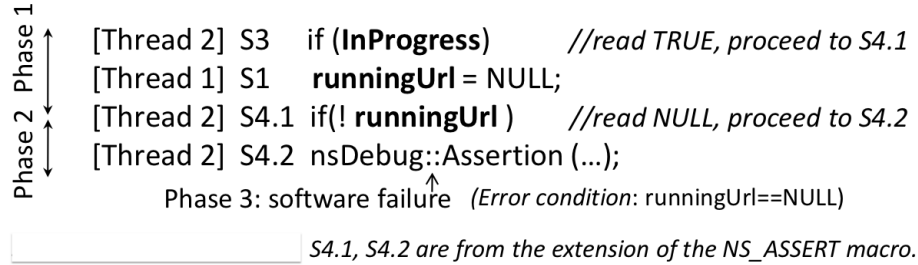 Phase 1
Phase 2
[Thread 2] S3 if (InProgress) //read TRUE, proceed to S4.1
[Thread 1] S1 runningUrl = NULL;
[Thread 2] S4.1 if(! runningUrl ) //read NULL, proceed to S4.2
[Thread 2] S4.2 nsDebug::Assertion (...);
Phase 3: software failure (Error condition: runningUrl==NULL)
S4.1, S4.2 are from the extension of the NS_ASSERT macro.